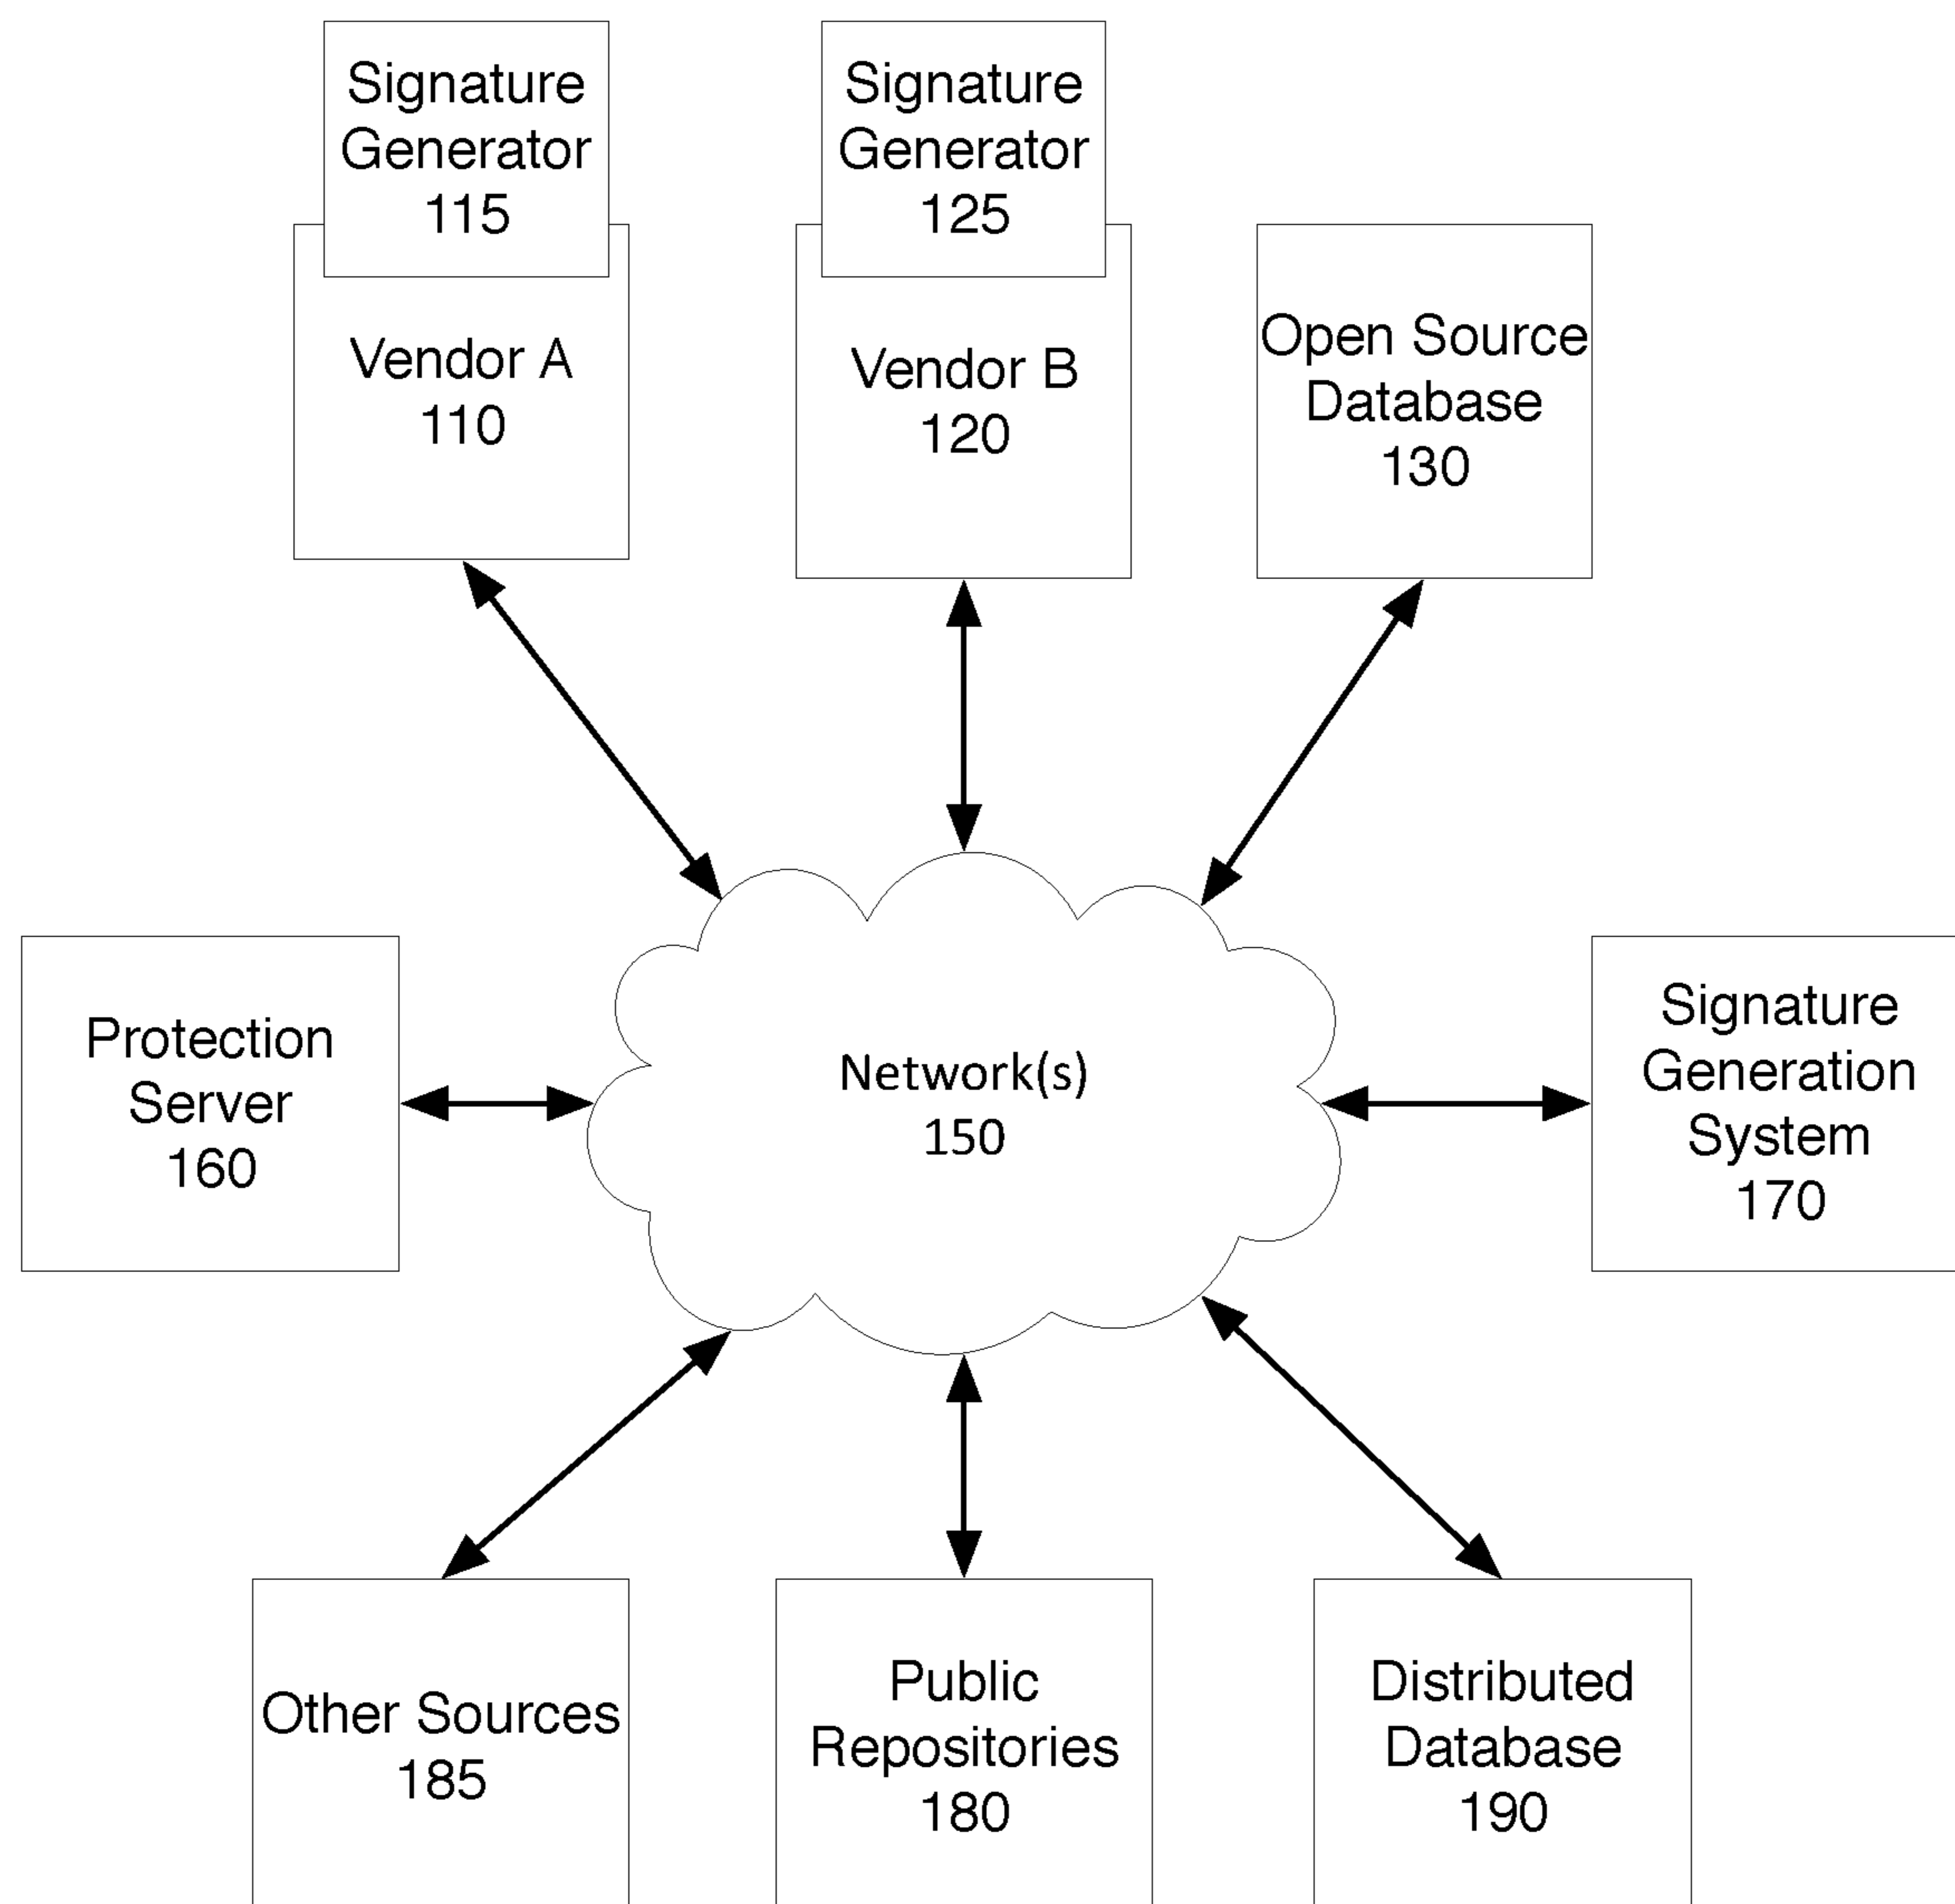 Signature
Generator
115
Signature
Generator
125
Vendor A
110
Vendor B
120
Open Source
Database
130
Protection
Server
160
Network(s)
150
Signature
Generation
System
170
Other Sources
185
Public
Repositories
180
Distributed
Database
190